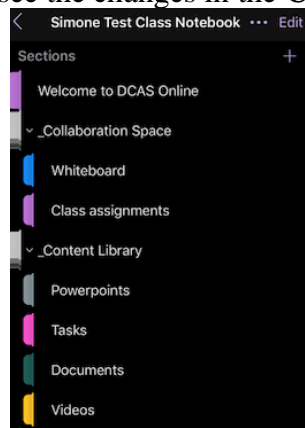 Simone Test Class Notebook ••• Edit
Sections +
Welcome to DCAS Online
_Collaboration Space
Whiteboard
Class assignments
_Content Library
Powerpoints
Tasks
Documents
Videos